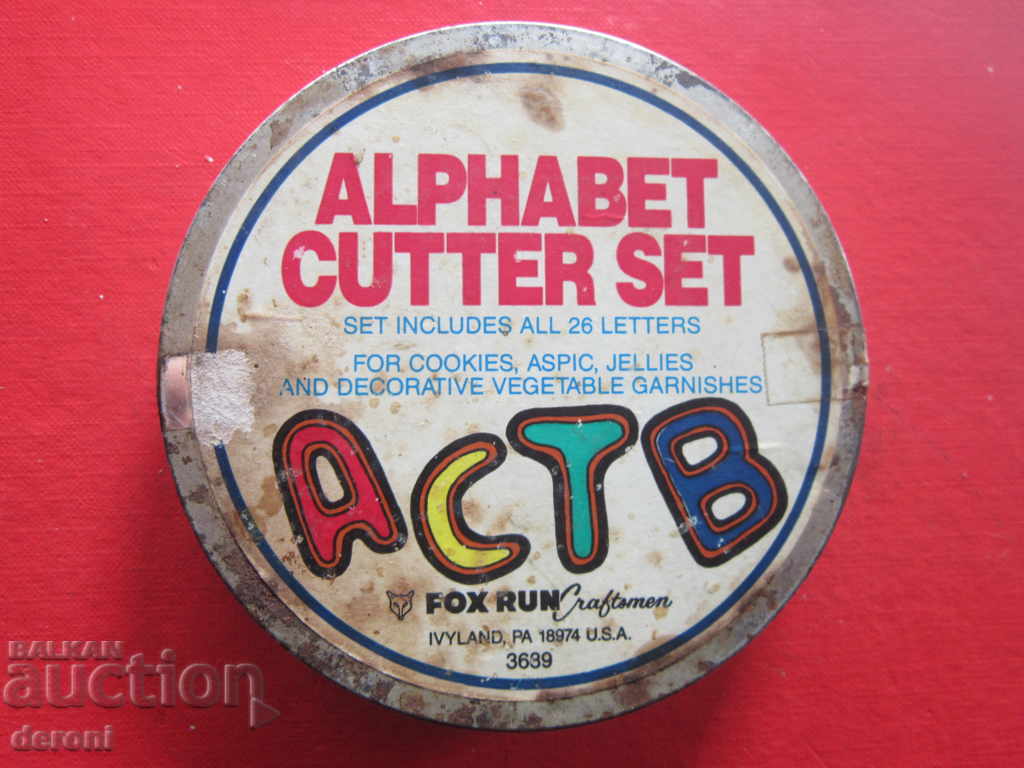 ALPHABET
CUTTER SET
SET INCLUDES ALL 26 LETTERS
FOR COOKIES, ASPIC, JELLIES
AND DECORATIVE VEGETABLE GARNISHES
ACTB
FOX RUN Craftsmen
IVYLAND, PA 18974 U.S.A.
3639
BALKAN
auction
deroni